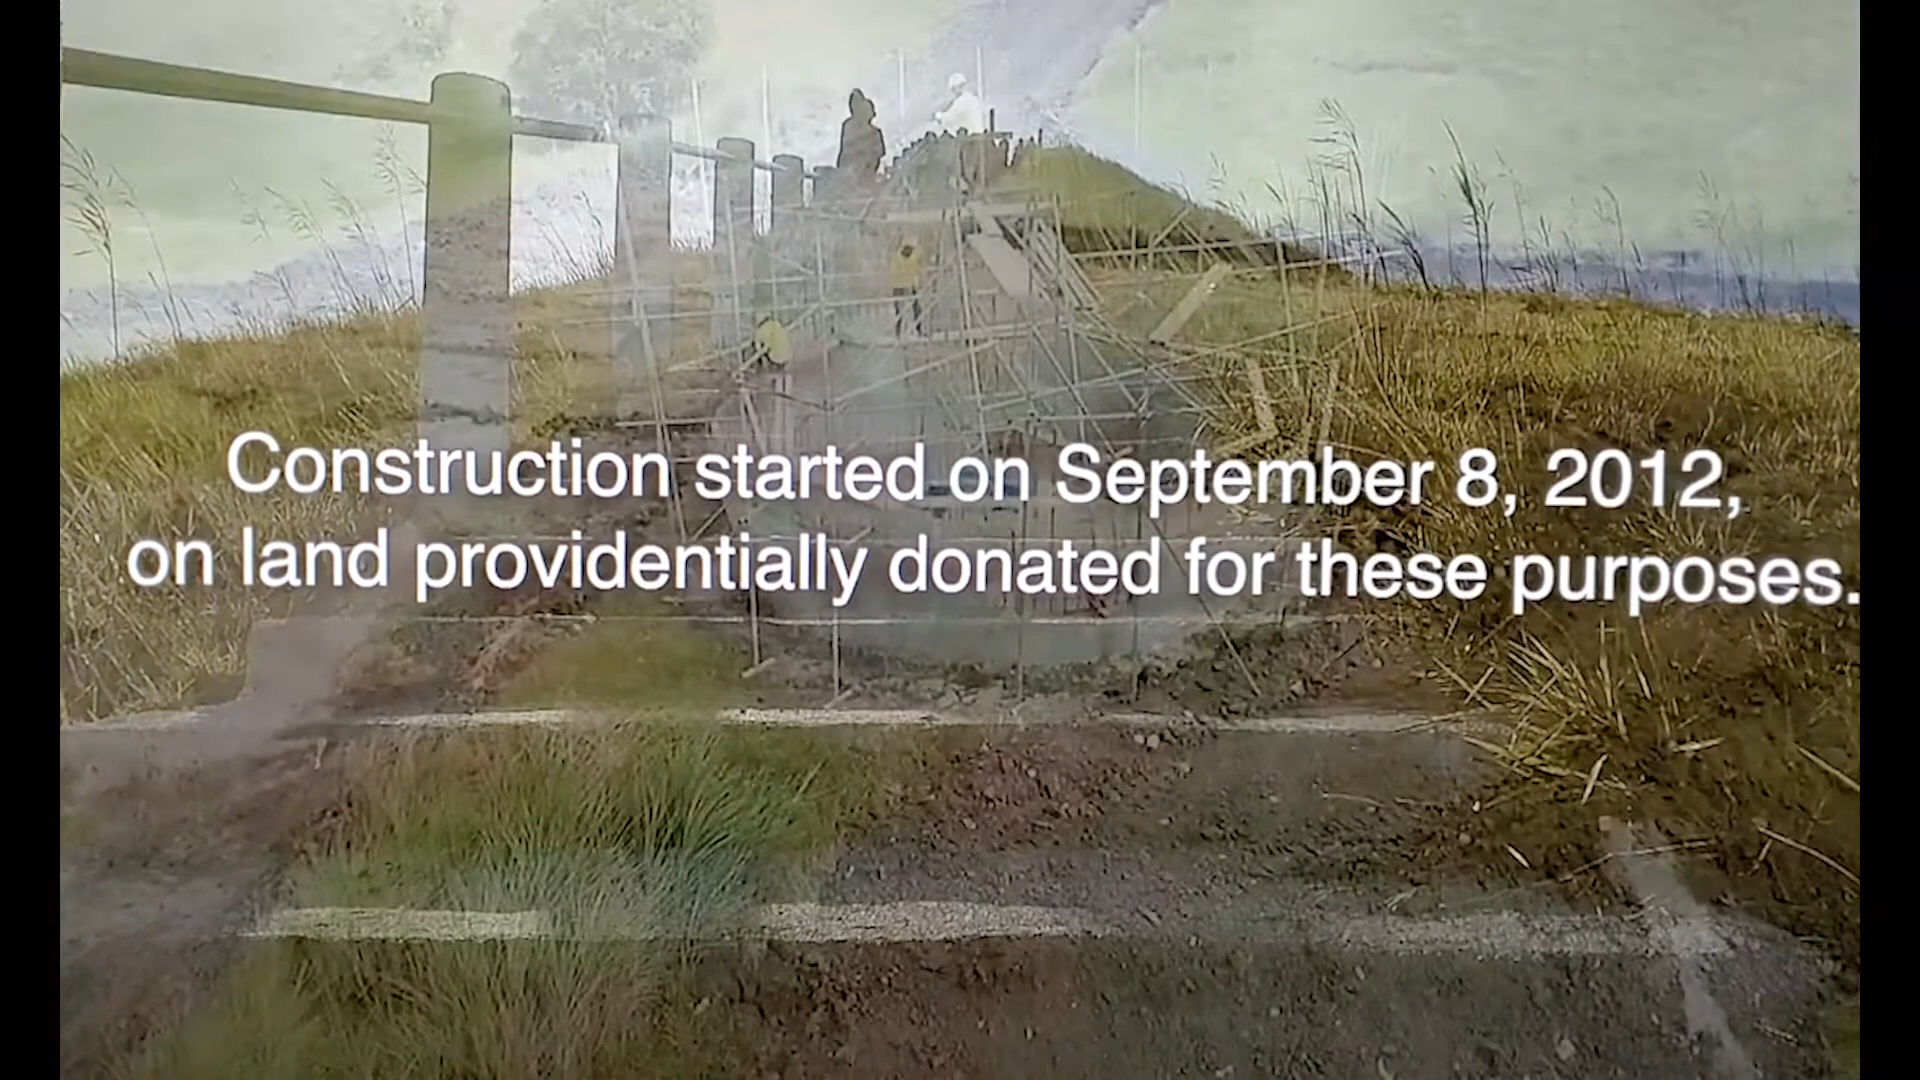 Construction started on September 8, 2012,
on land providentially donated for these purposes.